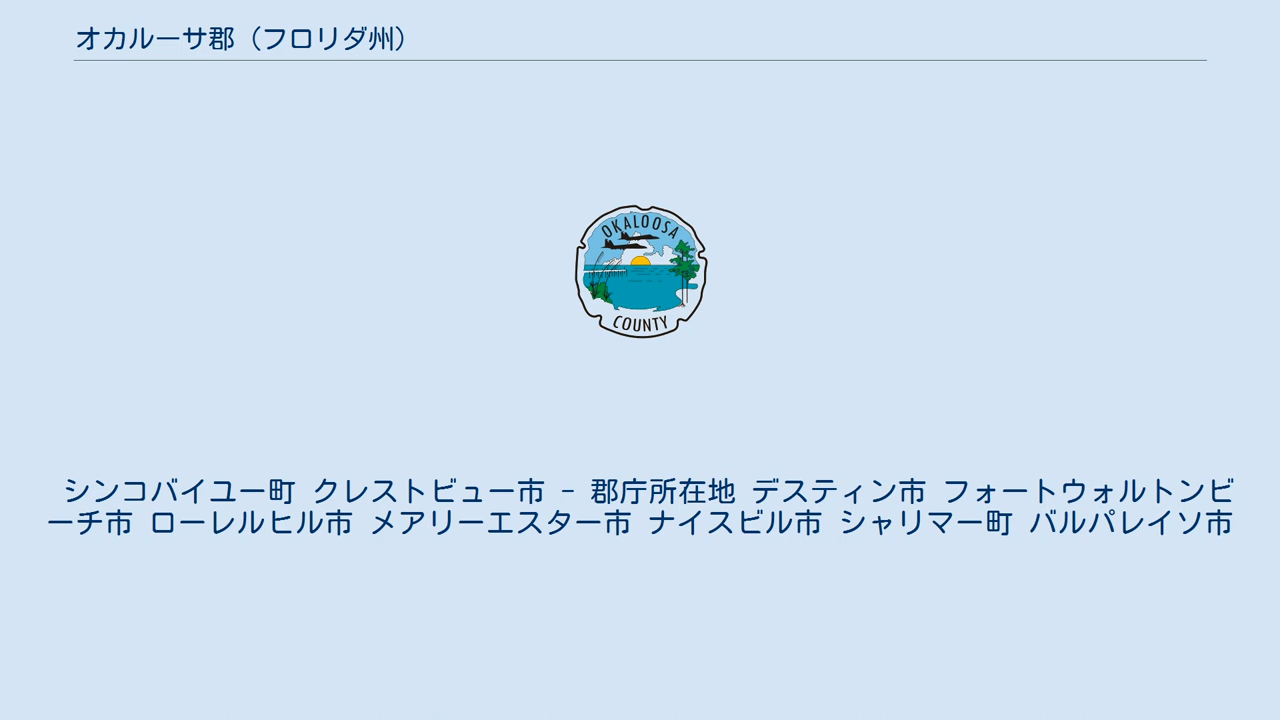 オカルーサ郡（フロリダ州）
OKALOOSA
COUNTY
シンコバイユー町 クレストビュー市 - 郡庁所在地 デスティン市 フォートウォルトンビ
ーチ市 ローレルヒル市 メアリーエスター市 ナイスビル市 シャリマー町 バルパレイソ市